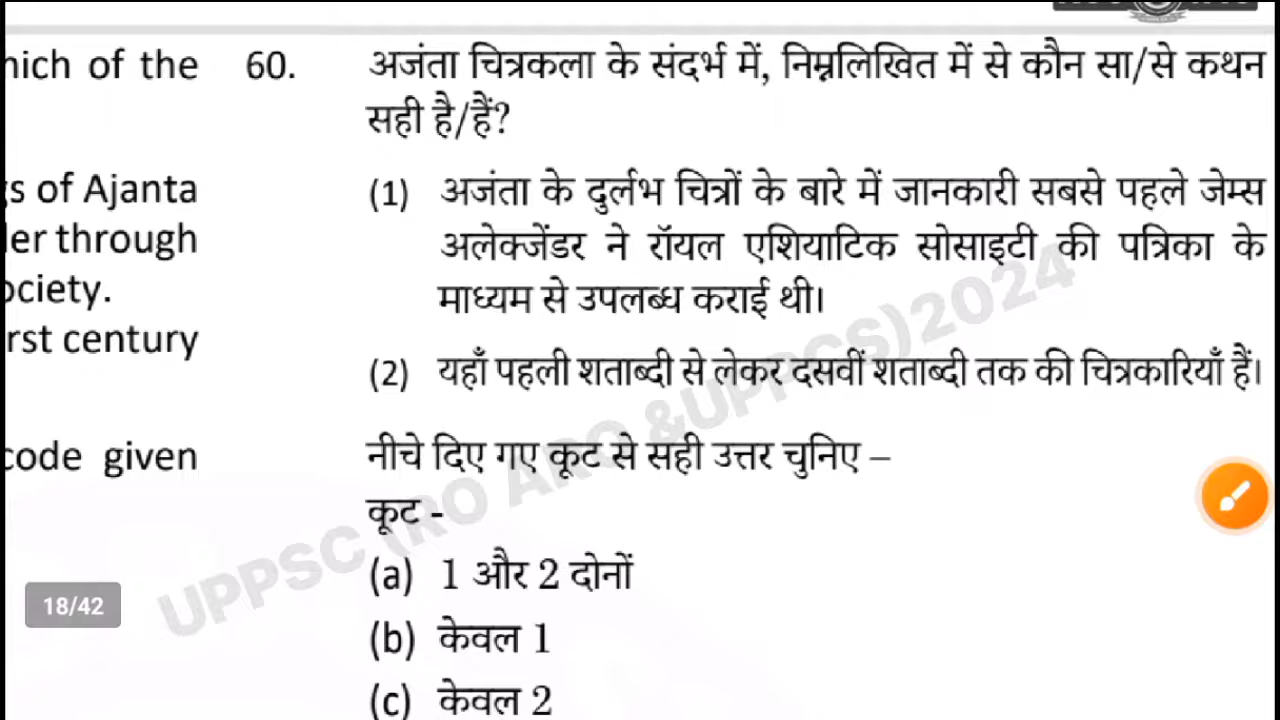 hich of the
s of Ajanta
er through
ociety.
rst century
code given
60. अजंता चित्रकला के संदर्भ में, निम्नलिखित में से कौन सा/से कथन
सही है/हैं?
(1) अजंता के दुर्लभ चित्रों के बारे में जानकारी सबसे पहले जेम्स
अलेक्जेंडर ने रॉयल एशियाटिक सोसाइटी की पत्रिका के
माध्यम से उपलब्ध कराई थी।
(2) यहाँ पहली शताब्दी से लेकर दसवीं शताब्दी तक की चित्रकारियाँ हैं।
नीचे दिए गए कूट से सही उत्तर चुनिए –
कूट -
(a) 1 और 2 दोनों
(b) केवल 1
(c) केवल 2
UPPSC (RO ARO &UPPCS)2024
18/42